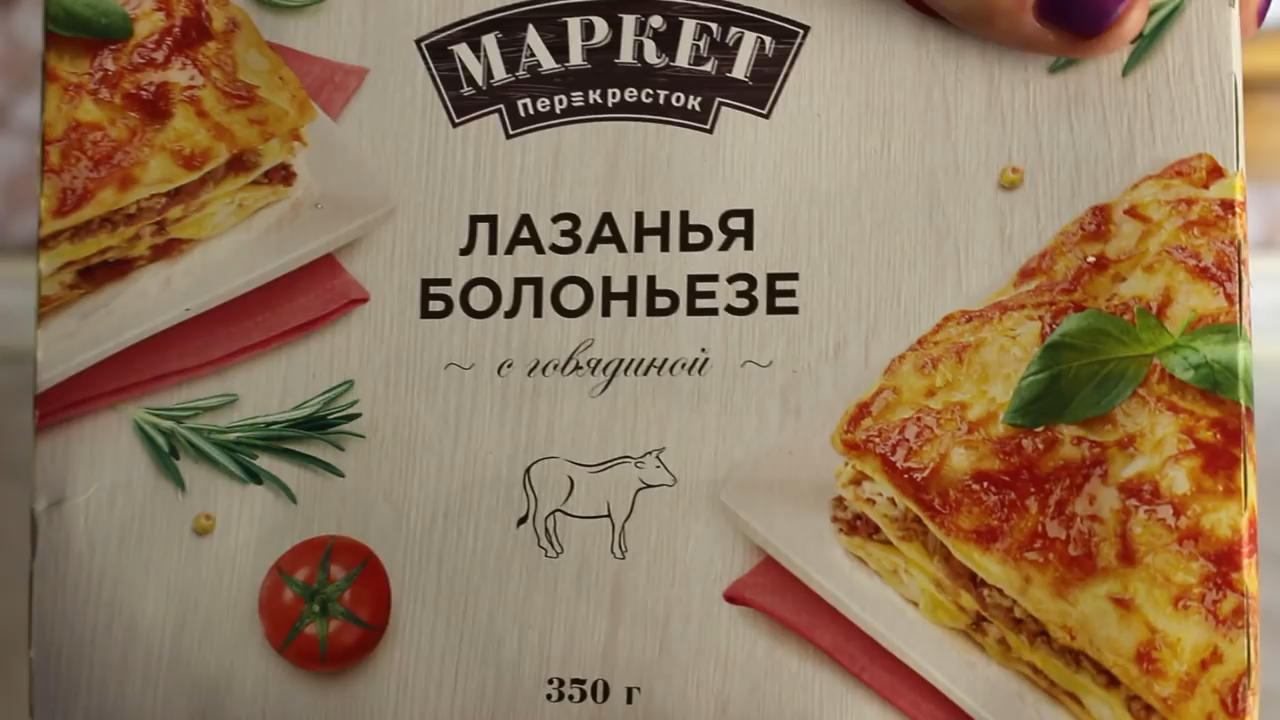 МАРКЕТ
Перекресток
ЛАЗАНЬЯ
БОЛОНЬЕЗЕ
~ с говядиной ~
350 г